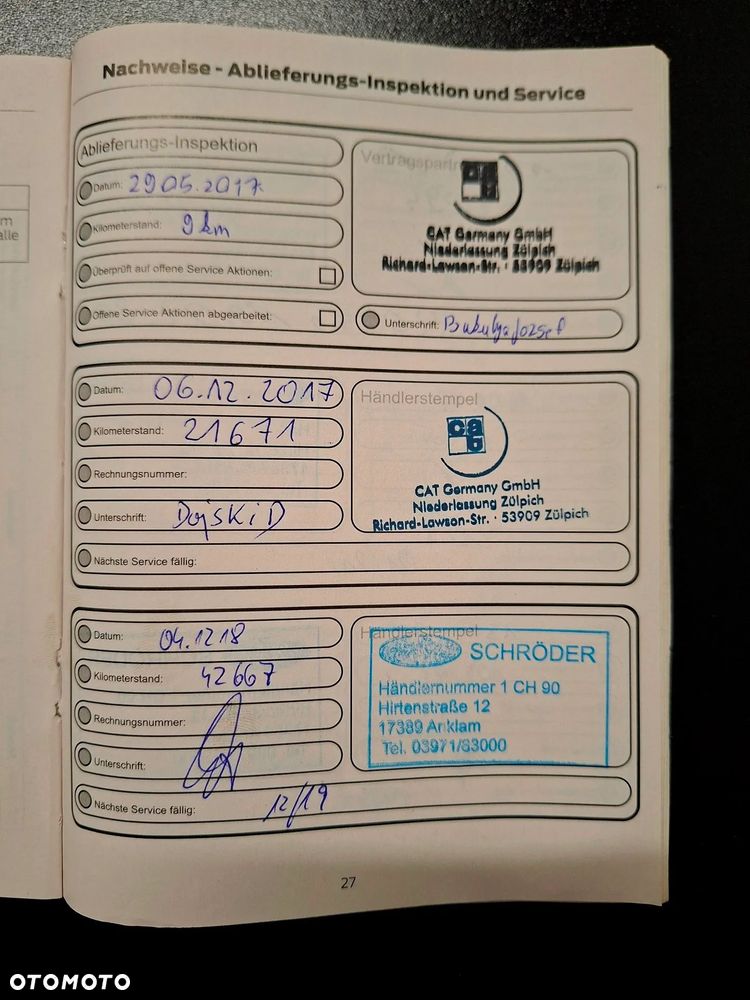 Nachweise - Ablieferungs-Inspektion und Service
Ablieferungs-Inspektion
Datum: 29.05.2017
Kilometerstand: 9 km
Überprüft auf offene Service Aktionen:
Offene Service Aktionen abgearbeitet:
Vertragspartn
CAT Germany GmbH
Niederlassung Zülpich
Richard-Lawson-Str. · 53909 Zülpich
Unterschrift:
Datum: 06.12.2017
Kilometerstand: 21671
Rechnungsnummer:
Unterschrift: DojSKi D
Nächste Service fällig:
Händlerstempel
cat
CAT Germany GmbH
Niederlassung Zülpich
Richard-Lawson-Str. · 53909 Zülpich
Datum: 04.12 18
Kilometerstand: 42667
Rechnungsnummer:
Unterschrift:
Nächste Service fällig: 12/19
Händlerstempel
SCHRÖDER
Händlernummer 1 CH 90
Hirtenstraße 12
17389 Anklam
Tel. 03971/83000
27
m
alle
OTOMOTO